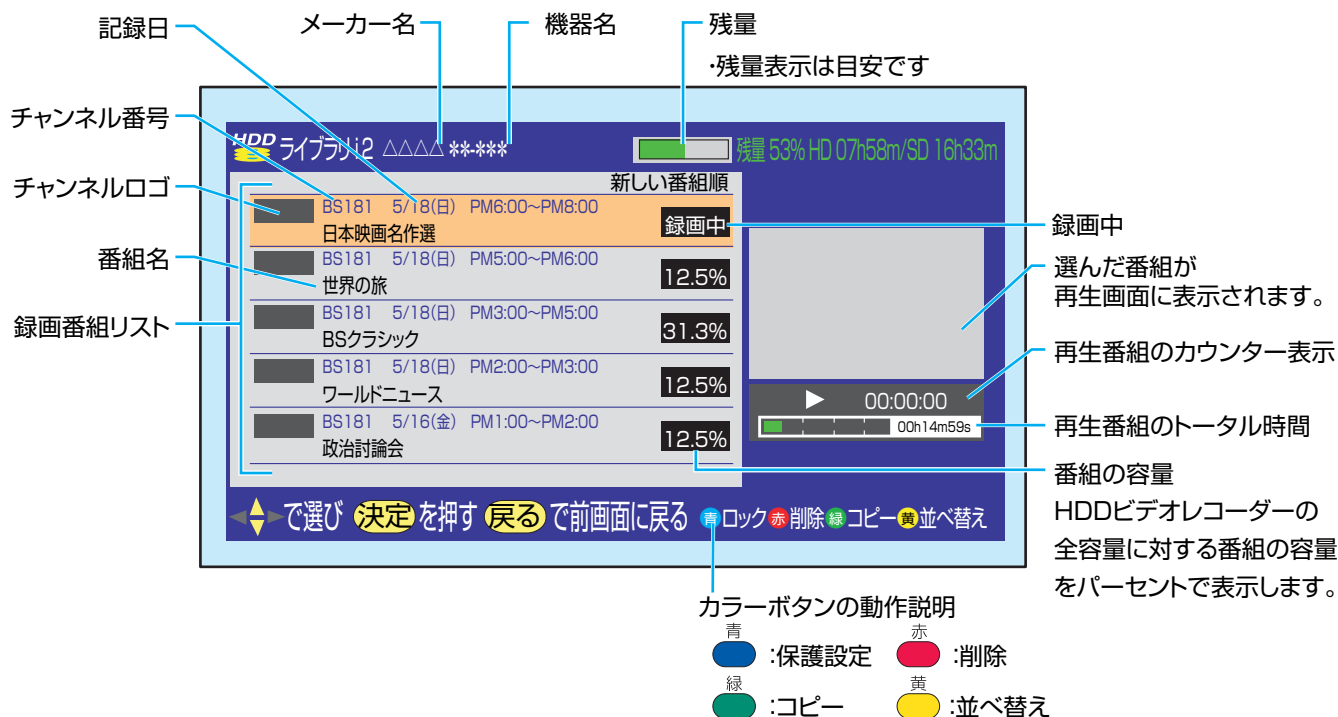 記録日
メーカー名
機器名
残量
・残量表示は目安です
チャンネル番号
HDD ライブラリi2 △△△△ **-***
残量 53% HD 07h58m/SD 16h33m
チャンネルロゴ
新しい番組順
BS181 5/18(日) PM6:00~PM8:00
日本映画名作選
録画中
録画中
番組名
BS181 5/18(日) PM5:00~PM6:00
世界の旅
12.5%
選んだ番組が
再生画面に表示されます。
録画番組リスト
BS181 5/18(日) PM3:00~PM5:00
BSクラシック
31.3%
再生番組のカウンター表示
BS181 5/18(日) PM2:00~PM3:00
ワールドニュース
12.5%
00:00:00
00h14m59s
再生番組のトータル時間
BS181 5/16(金) PM1:00~PM2:00
政治討論会
12.5%
番組の容量
HDDビデオレコーダーの
全容量に対する番組の容量
をパーセントで表示します。
で選び 決定 を押す 戻る で前画面に戻る 青 ロック 赤 削除 緑 コピー 黄 並べ替え
カラーボタンの動作説明
青 :保護設定
赤 :削除
緑 :コピー
黄 :並べ替え